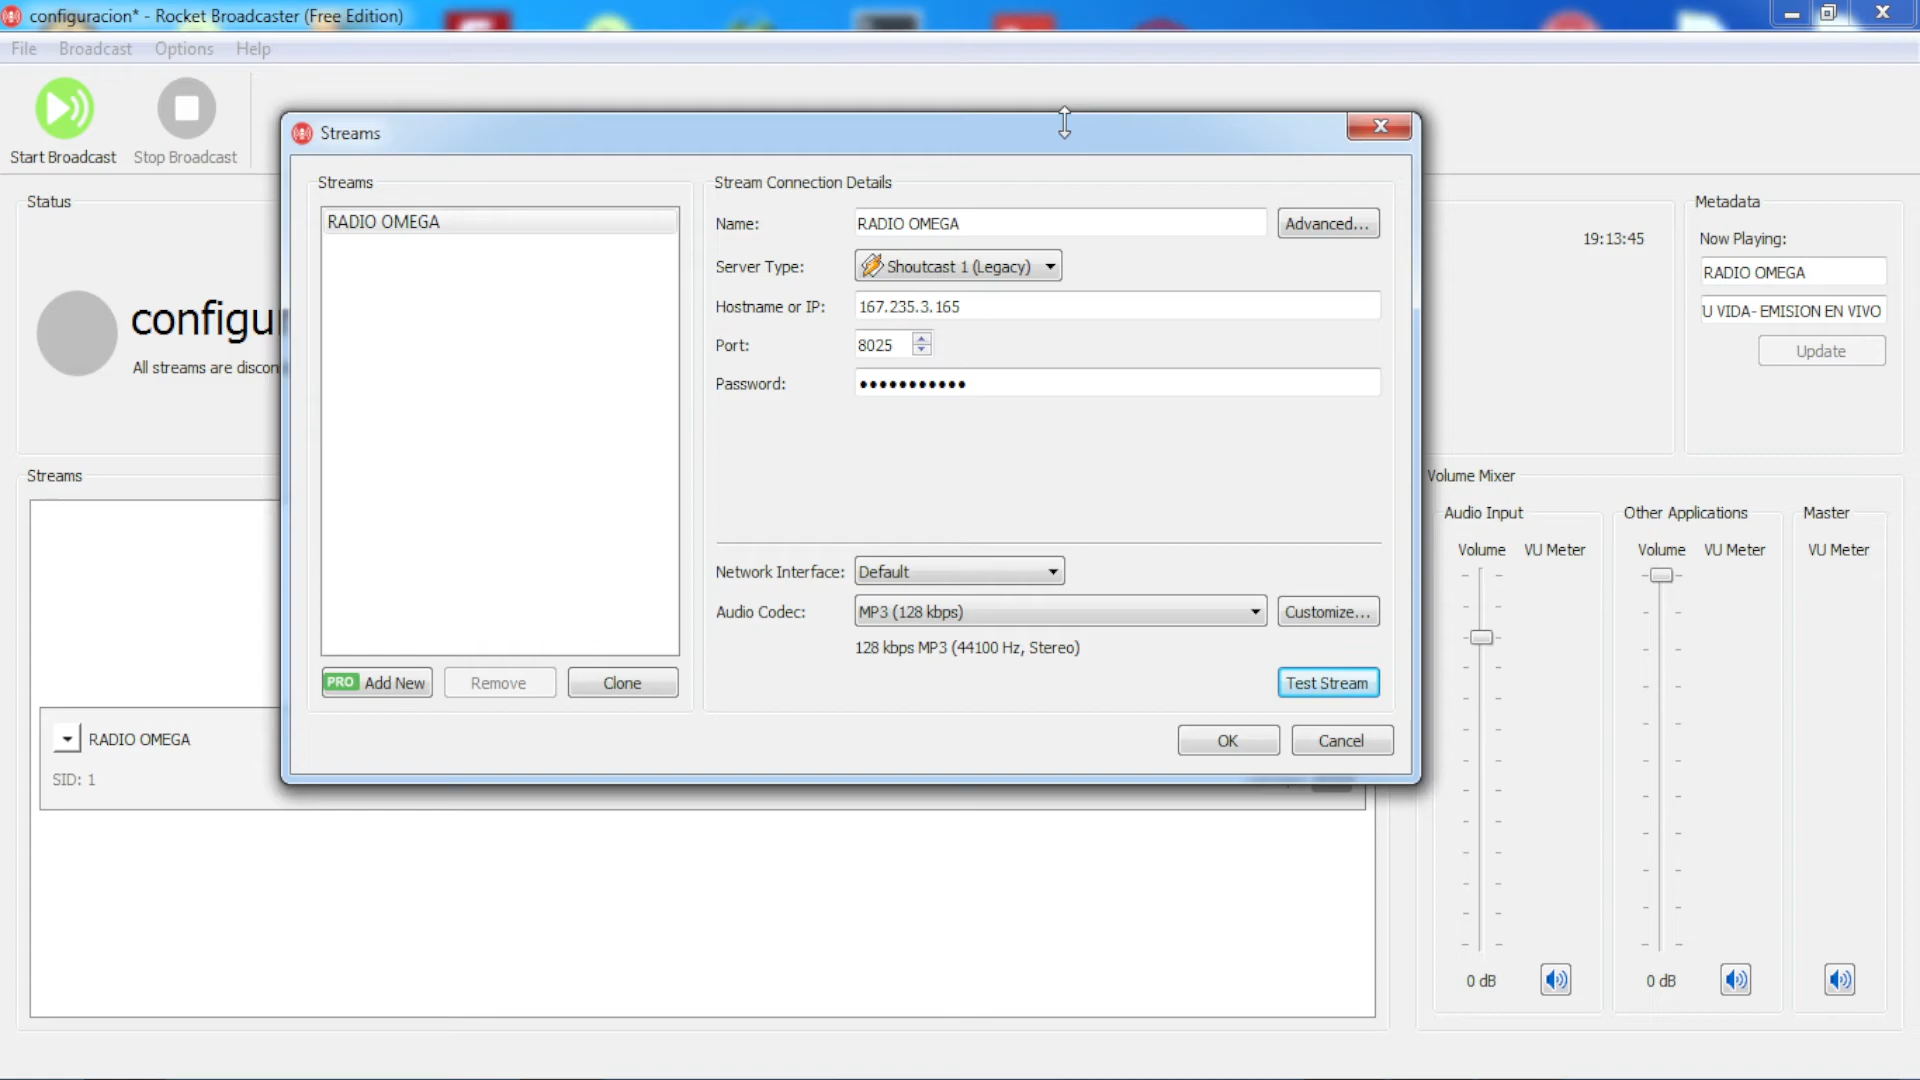 configuracion* - Rocket Broadcaster (Free Edition)
File Broadcast Options Help
Start Broadcast Stop Broadcast
Streams
Streams
RADIO OMEGA
PRO Add New Remove Clone
Stream Connection Details
Name: RADIO OMEGA Advanced...
Server Type: Shoutcast 1 (Legacy)
Hostname or IP: 167.235.3.165
Port: 8025
Password: ●●●●●●●●●●●
Network Interface: Default
Audio Codec: MP3 (128 kbps) Customize...
128 kbps MP3 (44100 Hz, Stereo)
Test Stream
OK Cancel
Status
configu
All streams are discon
19:13:45
Metadata
Now Playing:
RADIO OMEGA
U VIDA- EMISION EN VIVO
Update
Streams
RADIO OMEGA
SID: 1
Volume Mixer
Audio Input Other Applications Master
Volume VU Meter Volume VU Meter VU Meter
0 dB 0 dB